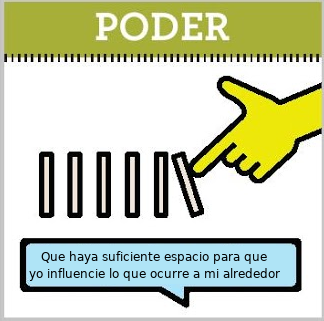 PODER
Que haya suficiente espacio para que
yo influencie lo que ocurre a mi alrededor